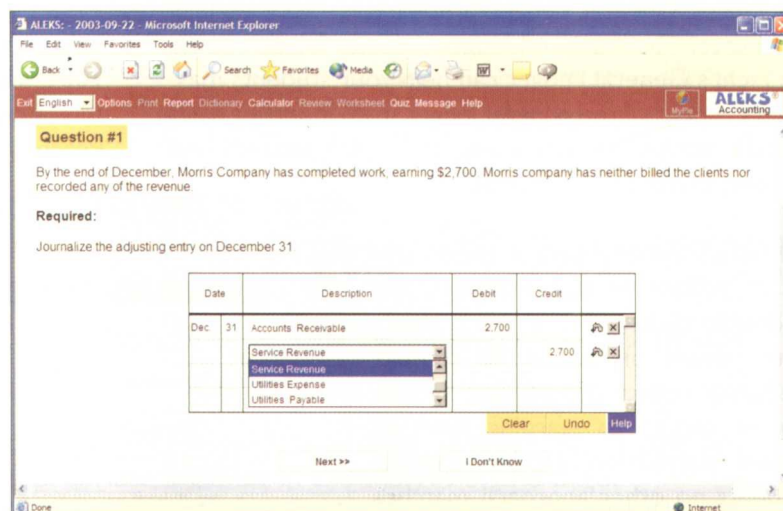 ALEKS: - 2003-09-22 - Microsoft Internet Explorer
File Edit View Favorites Tools Help
Back Search Favorites Media
Exit English Options Print Report Dictionary Calculator Review Worksheet Quiz Message Help MyPie ALEKS Accounting
Question #1
By the end of December, Morris Company has completed work, earning $2,700. Morris company has neither billed the clients nor
recorded any of the revenue.
Required:
Journalize the adjusting entry on December 31
Date Description Debit Credit
Dec. 31 Accounts Receivable 2,700
Service Revenue 2,700
Service Revenue
Utilities Expense
Utilities Payable
Clear Undo Help
Next >> I Don't Know
Done Internet